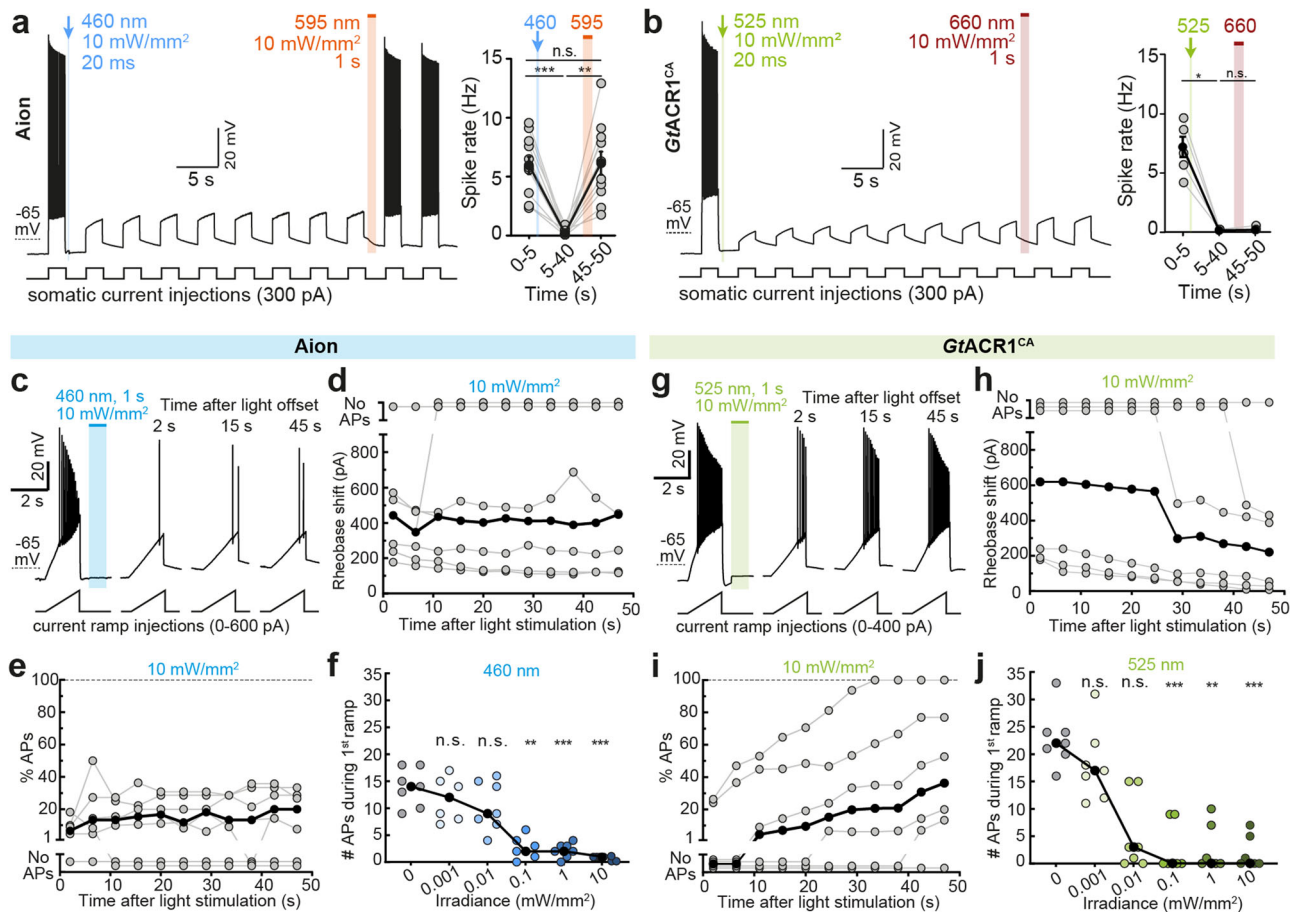 a
460 nm
10 mW/mm²
20 ms
595 nm
10 mW/mm²
1 s
Aion
20 mV
5 s
-65
mV
somatic current injections (300 pA)
460 595
n.s.
*** **
Spike rate (Hz)
15
10
5
0
0-5
5-40
45-50
Time (s)
b
525 nm
10 mW/mm²
20 ms
660 nm
10 mW/mm²
1 s
GtACR1ᶜᴬ
20 mV
5 s
-65
mV
somatic current injections (300 pA)
525 660
* n.s.
Spike rate (Hz)
15
10
5
0
0-5
5-40
45-50
Time (s)
Aion
c
460 nm, 1 s
10 mW/mm²
Time after light offset
2 s 15 s 45 s
20 mV
2 s
-65
mV
current ramp injections (0-600 pA)
d
10 mW/mm²
No
APs
Rheobase shift (pA)
800
600
400
200
0
0 10 20 30 40 50
Time after light stimulation (s)
e
10 mW/mm²
% APs
100
80
60
40
20
1
No
APs
0 10 20 30 40 50
Time after light stimulation (s)
f
460 nm
# APs during 1ˢᵗ ramp
35
30
25
20
15
10
5
0
n.s. n.s. ** *** ***
0 0.001 0.01 0.1 1 10
Irradiance (mW/mm²)
GtACR1ᶜᴬ
g
525 nm, 1 s
10 mW/mm²
Time after light offset
2 s 15 s 45 s
20 mV
2 s
-65
mV
current ramp injections (0-400 pA)
h
10 mW/mm²
No
APs
Rheobase shift (pA)
800
600
400
200
0
0 10 20 30 40 50
Time after light stimulation (s)
i
10 mW/mm²
% APs
100
80
60
40
20
1
No
APs
0 10 20 30 40 50
Time after light stimulation (s)
j
525 nm
# APs during 1ˢᵗ ramp
35
30
25
20
15
10
5
0
n.s. n.s. *** ** ***
0 0.001 0.01 0.1 1 10
Irradiance (mW/mm²)